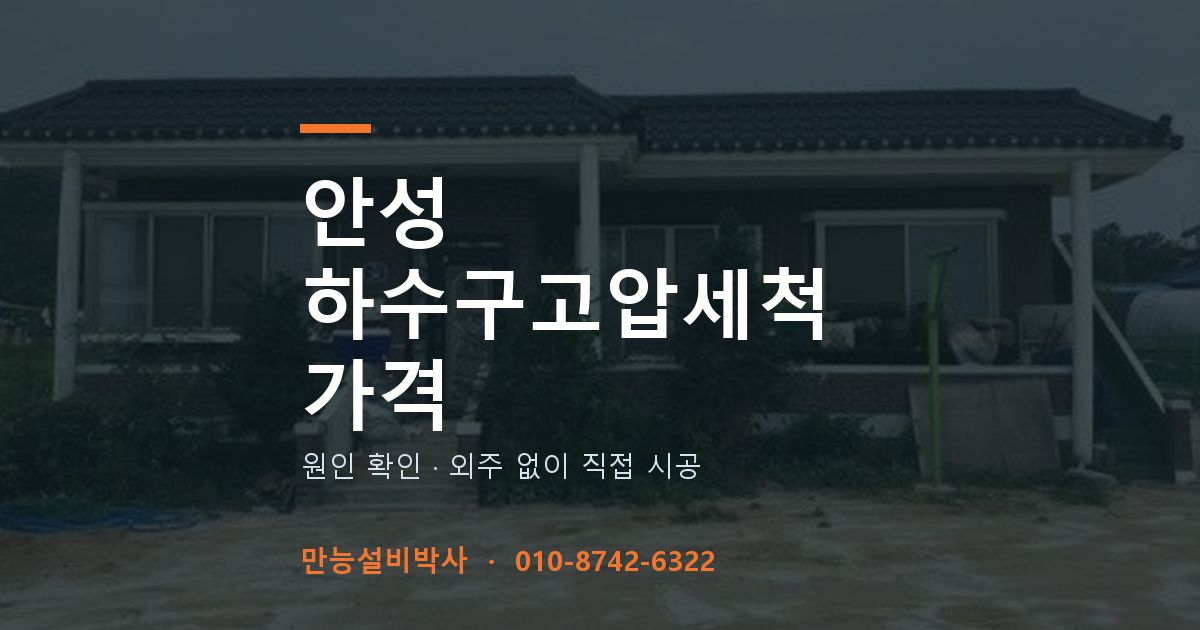 안성
하수구고압세척
가격
원인 확인 · 외주 없이 직접 시공
만능설비박사 · 010-8742-6322